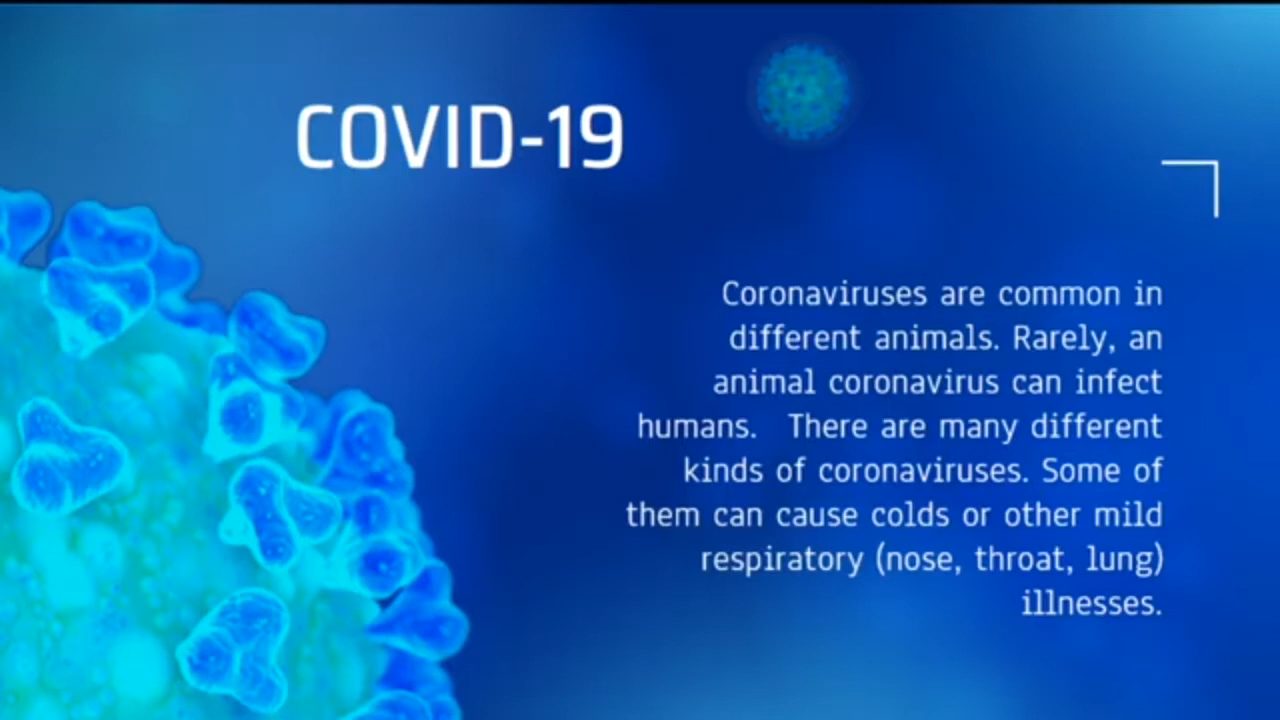 COVID-19
Coronaviruses are common in
different animals. Rarely, an
animal coronavirus can infect
humans.  There are many different
kinds of coronaviruses. Some of
them can cause colds or other mild
respiratory (nose, throat, lung)
illnesses.